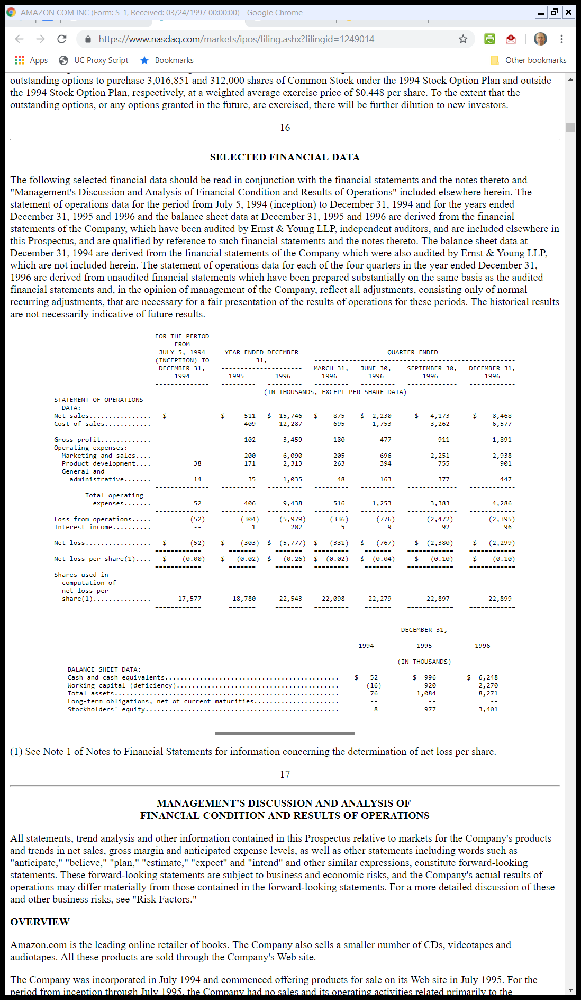 AMAZON COM INC (Form: S-1, Received: 03/24/1997 00:00:00) - Google Chrome
https://www.nasdaq.com/markets/ipos/filing.ashx?filingid=1249014
Apps UC Proxy Script Bookmarks Other bookmarks
outstanding options to purchase 3,016,851 and 312,000 shares of Common Stock under the 1994 Stock Option Plan and outside
the 1994 Stock Option Plan, respectively, at a weighted average exercise price of $0.448 per share. To the extent that the
outstanding options, or any options granted in the future, are exercised, there will be further dilution to new investors.
16
SELECTED FINANCIAL DATA
The following selected financial data should be read in conjunction with the financial statements and the notes thereto and
"Management's Discussion and Analysis of Financial Condition and Results of Operations" included elsewhere herein. The
statement of operations data for the period from July 5, 1994 (inception) to December 31, 1994 and for the years ended
December 31, 1995 and 1996 and the balance sheet data at December 31, 1995 and 1996 are derived from the financial
statements of the Company, which have been audited by Ernst & Young LLP, independent auditors, and are included elsewhere in
this Prospectus, and are qualified by reference to such financial statements and the notes thereto. The balance sheet data at
December 31, 1994 are derived from the financial statements of the Company which were also audited by Ernst & Young LLP,
which are not included herein. The statement of operations data for each of the four quarters in the year ended December 31,
1996 are derived from unaudited financial statements which have been prepared substantially on the same basis as the audited
financial statements and, in the opinion of management of the Company, reflect all adjustments, consisting only of normal
recurring adjustments, that are necessary for a fair presentation of the results of operations for these periods. The historical results
are not necessarily indicative of future results.
FOR THE PERIOD
FROM
JULY 5, 1994 YEAR ENDED DECEMBER QUARTER ENDED
(INCEPTION) TO 31,
DECEMBER 31, MARCH 31, JUNE 30, SEPTEMBER 30, DECEMBER 31,
1994 1995 1996 1996 1996 1996 1996
(IN THOUSANDS, EXCEPT PER SHARE DATA)
STATEMENT OF OPERATIONS
DATA:
Net sales................ $ -- $ 511 $ 15,746 $ 875 $ 2,230 $ 4,173 $ 8,468
Cost of sales............ -- 409 12,287 695 1,753 3,262 6,577
Gross profit............. -- 102 3,459 180 477 911 1,891
Operating expenses:
Marketing and sales.... -- 200 6,090 205 696 2,251 2,938
Product development.... 38 171 2,313 263 394 755 901
General and
administrative....... 14 35 1,035 48 163 377 447
Total operating
expenses....... 52 406 9,438 516 1,253 3,383 4,286
Loss from operations..... (52) (304) (5,979) (336) (776) (2,472) (2,395)
Interest income.......... -- 1 202 5 9 92 96
Net loss................. $ (52) $ (303) $ (5,777) $ (331) $ (767) $ (2,380) $ (2,299)
Net loss per share(1).... $ (0.00) $ (0.02) $ (0.26) $ (0.02) $ (0.04) $ (0.10) $ (0.10)
Shares used in
computation of
net loss per
share(1)............... 17,577 18,780 22,543 22,098 22,279 22,897 22,899
DECEMBER 31,
1994 1995 1996
(IN THOUSANDS)
BALANCE SHEET DATA:
Cash and cash equivalents............................................. $ 52 $ 996 $ 6,248
Working capital (deficiency).......................................... (16) 920 2,270
Total assets.......................................................... 76 1,084 8,271
Long-term obligations, net of current maturities...................... -- -- --
Stockholders' equity.................................................. 8 977 3,401
(1) See Note 1 of Notes to Financial Statements for information concerning the determination of net loss per share.
17
MANAGEMENT'S DISCUSSION AND ANALYSIS OF
FINANCIAL CONDITION AND RESULTS OF OPERATIONS
All statements, trend analysis and other information contained in this Prospectus relative to markets for the Company's products
and trends in net sales, gross margin and anticipated expense levels, as well as other statements including words such as
"anticipate," "believe," "plan," "estimate," "expect" and "intend" and other similar expressions, constitute forward-looking
statements. These forward-looking statements are subject to business and economic risks, and the Company's actual results of
operations may differ materially from those contained in the forward-looking statements. For a more detailed discussion of these
and other business risks, see "Risk Factors."
OVERVIEW
Amazon.com is the leading online retailer of books. The Company also sells a smaller number of CDs, videotapes and
audiotapes. All these products are sold through the Company's Web site.
The Company was incorporated in July 1994 and commenced offering products for sale on its Web site in July 1995. For the
period from inception through July 1995, the Company had no sales and its operating activities related primarily to the